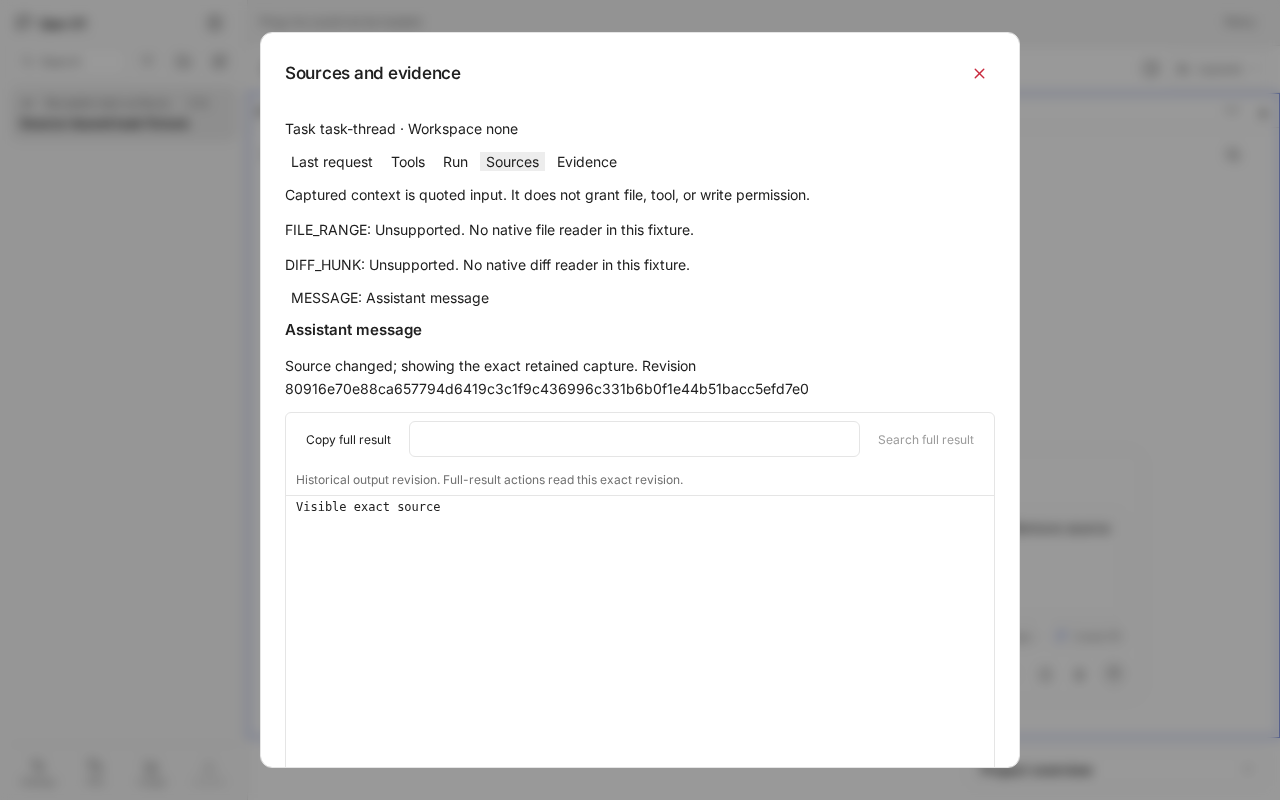 Sources and evidence
Task task-thread · Workspace none
Last request Tools Run Sources Evidence
Captured context is quoted input. It does not grant file, tool, or write permission.
FILE_RANGE: Unsupported. No native file reader in this fixture.
DIFF_HUNK: Unsupported. No native diff reader in this fixture.
MESSAGE: Assistant message
Assistant message
Source changed; showing the exact retained capture. Revision
80916e70e88ca657794d6419c3c1f9c436996c331b6b0f1e44b51bacc5efd7e0
Copy full result Search full result
Historical output revision. Full-result actions read this exact revision.
Visible exact source